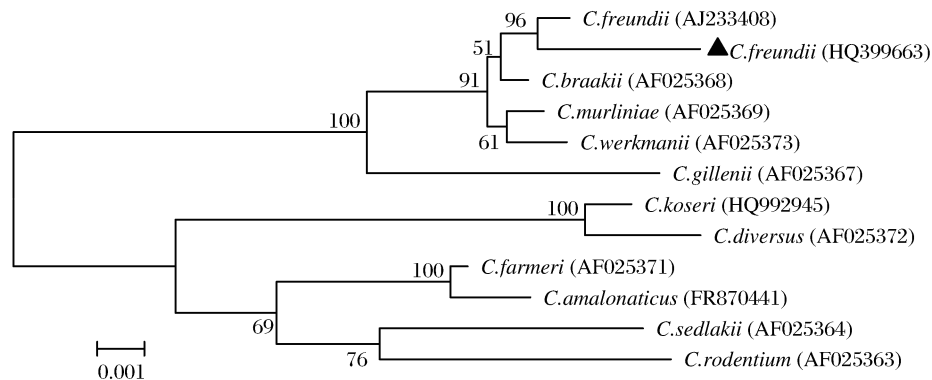 96
C.freundii (AJ233408)
C.freundii (HQ399663)
51
C.braakii (AF025368)
91
C.murliniae (AF025369)
100
61
C.werkmanii (AF025373)
C.gillenii (AF025367)
100
C.koseri (HQ992945)
C.diversus (AF025372)
100
C.farmeri (AF025371)
C.amalonaticus (FR870441)
69
C.sedlakii (AF025364)
76
C.rodentium (AF025363)
0.001